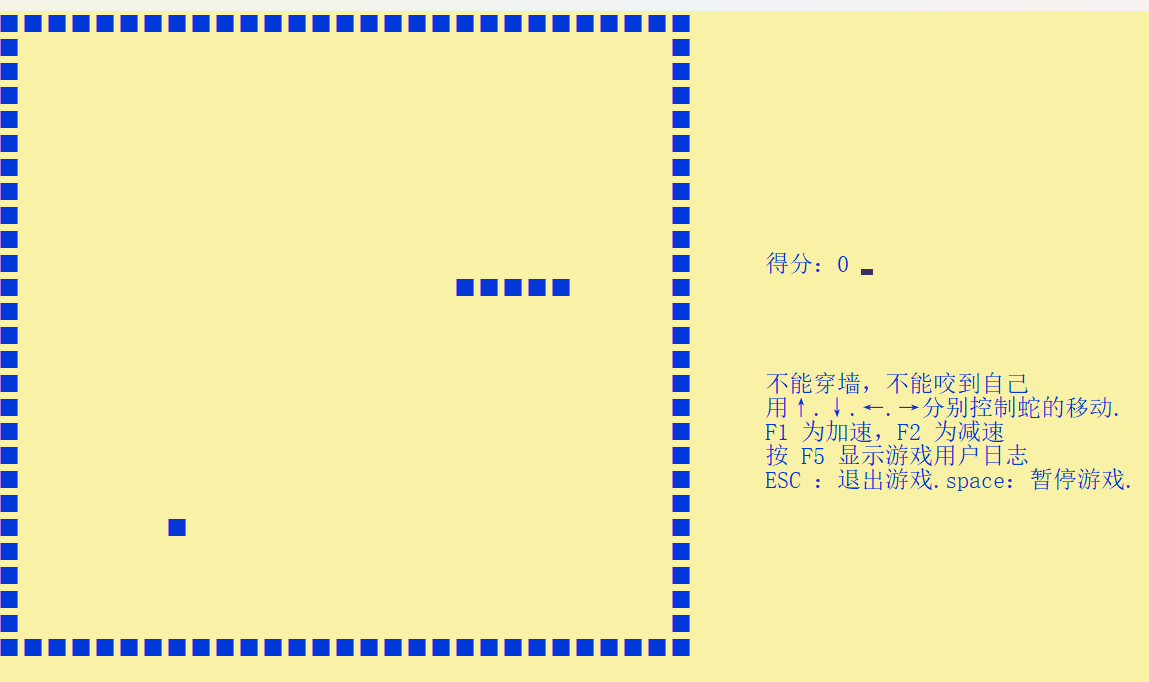 得分: 0
不能穿墙，不能咬到自己
用↑.↓.←.→分别控制蛇的移动.
F1 为加速，F2 为减速
按 F5 显示游戏用户日志
ESC ：退出游戏.space：暂停游戏.